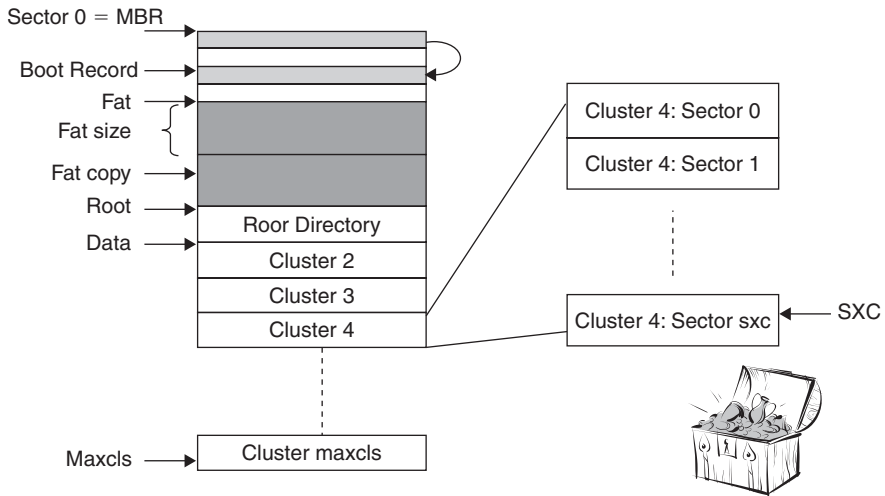 Sector 0 = MBR
Boot Record
Fat
Fat size
Fat copy
Root
Data
Maxcls
Roor Directory
Cluster 2
Cluster 3
Cluster 4
Cluster maxcls
Cluster 4: Sector 0
Cluster 4: Sector 1
Cluster 4: Sector sxc
SXC